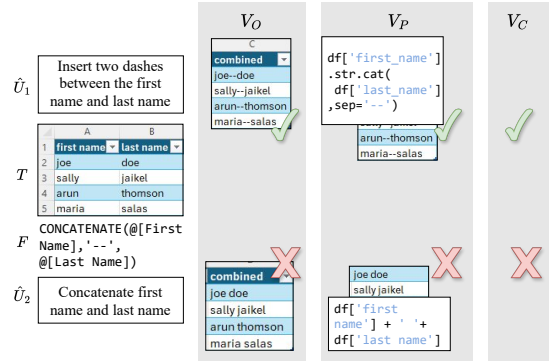 V_O V_P V_C
Û_1
Insert two dashes
between the first
name and last name
C
combined
joe--doe
sally--jaikel
arun--thomson
maria--salas
df['first_name']
.str.cat(
df['last_name']
,sep='--')
arun--thomson
maria--salas
T
A B
1 first name last name
2 joe doe
3 sally jaikel
4 arun thomson
5 maria salas
F
CONCATENATE(@[First
Name],'--',
@[Last Name])
Û_2
Concatenate first
name and last name
combined
joe doe
sally jaikel
arun thomson
maria salas
joe doe
sally jaikel
df['first
name'] + ' '+
df['last name']